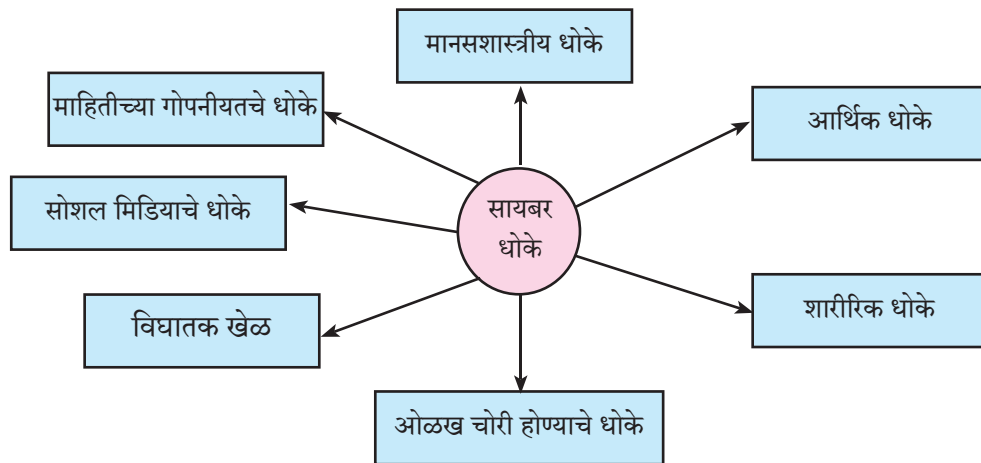 मानसशास्त्रीय धोके
माहितीच्या गोपनीयतचे धोके
आर्थिक धोके
सोशल मिडियाचे धोके
सायबर
धोके
विघातक खेळ
शारीरिक धोके
ओळख चोरी होण्याचे धोके